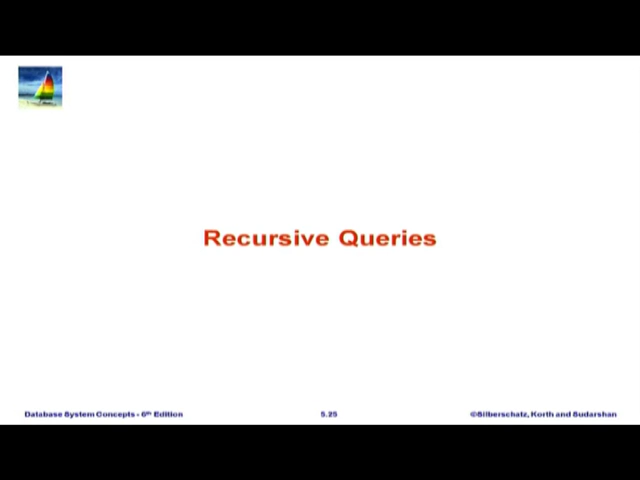 Recursive Queries
Database System Concepts - 6th Edition 5.25 ©Silberschatz, Korth and Sudarshan